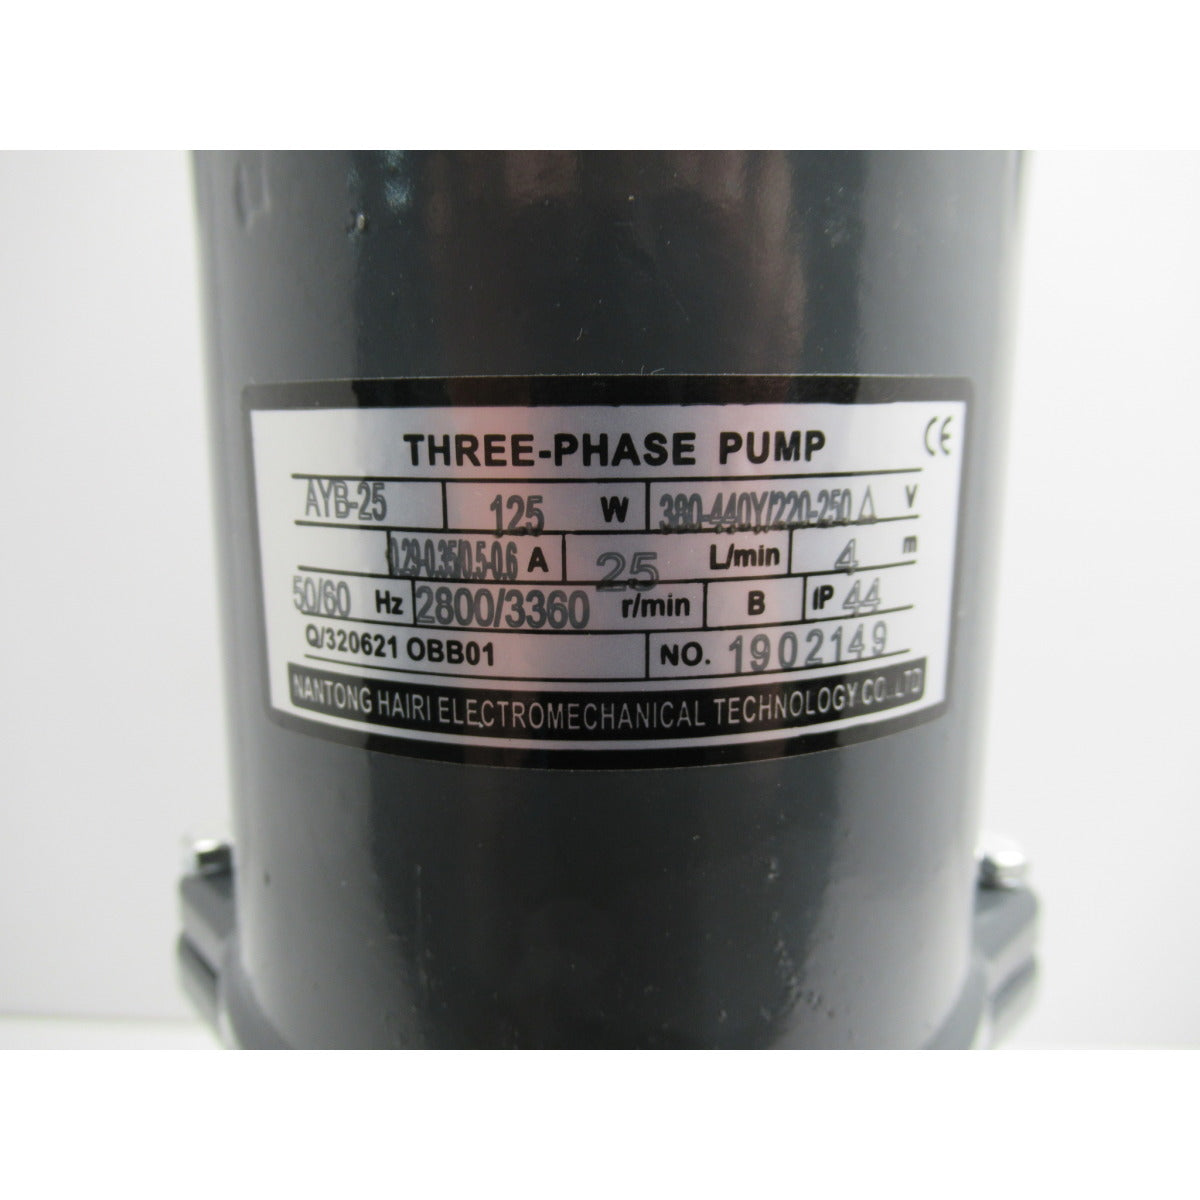 THREE-PHASE PUMP CE
AYB-25 125 W 380-440Y/220-250 △ V
0.29-0.35/0.5-0.6 A 25 L/min 4 m
50/60 Hz 2800/3360 r/min B IP 44
Q/320621 OBB01 NO. 1902149
NANTONG HAIRI ELECTROMECHANICAL TECHNOLOGY CO.,LTD